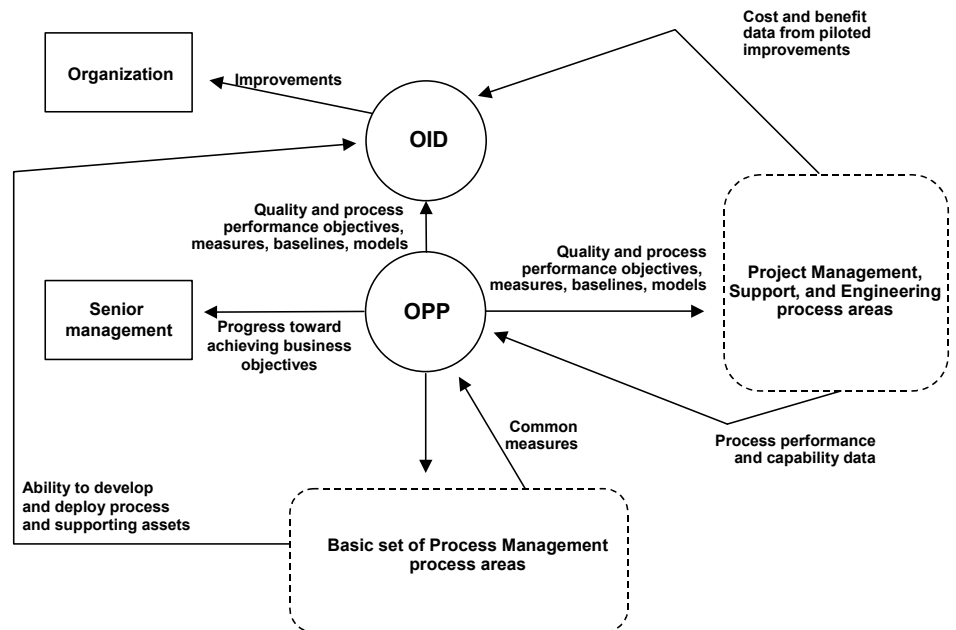 Cost and benefit
data from piloted
improvements
Organization
Improvements
OID
Quality and process
performance objectives,
measures, baselines, models
Quality and process
performance objectives,
measures, baselines, models
Project Management,
Support, and Engineering
process areas
Senior
management
OPP
Progress toward
achieving business
objectives
Common
measures
Process performance
and capability data
Ability to develop
and deploy process
and supporting assets
Basic set of Process Management
process areas